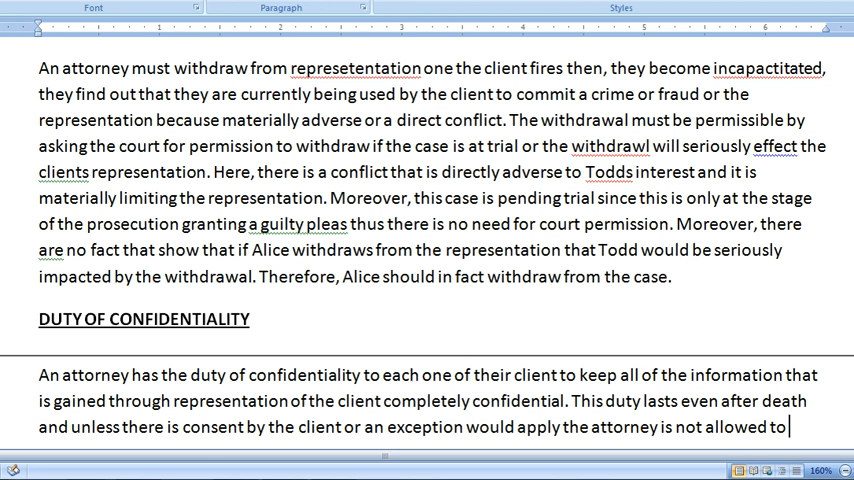 Font Paragraph Styles
1 2 3 4 5 6
An attorney must withdraw from represetentation one the client fires then, they become incapactitated,
they find out that they are currently being used by the client to commit a crime or fraud or the
representation because materially adverse or a direct conflict. The withdrawal must be permissible by
asking the court for permission to withdraw if the case is at trial or the withdrawl will seriously effect the
clients representation. Here, there is a conflict that is directly adverse to Todds interest and it is
materially limiting the representation. Moreover, this case is pending trial since this is only at the stage
of the prosecution granting a guilty pleas thus there is no need for court permission. Moreover, there
are no fact that show that if Alice withdraws from the representation that Todd would be seriously
impacted by the withdrawal. Therefore, Alice should in fact withdraw from the case.
DUTY OF CONFIDENTIALITY
An attorney has the duty of confidentiality to each one of their client to keep all of the information that
is gained through representation of the client completely confidential. This duty lasts even after death
and unless there is consent by the client or an exception would apply the attorney is not allowed to
160%